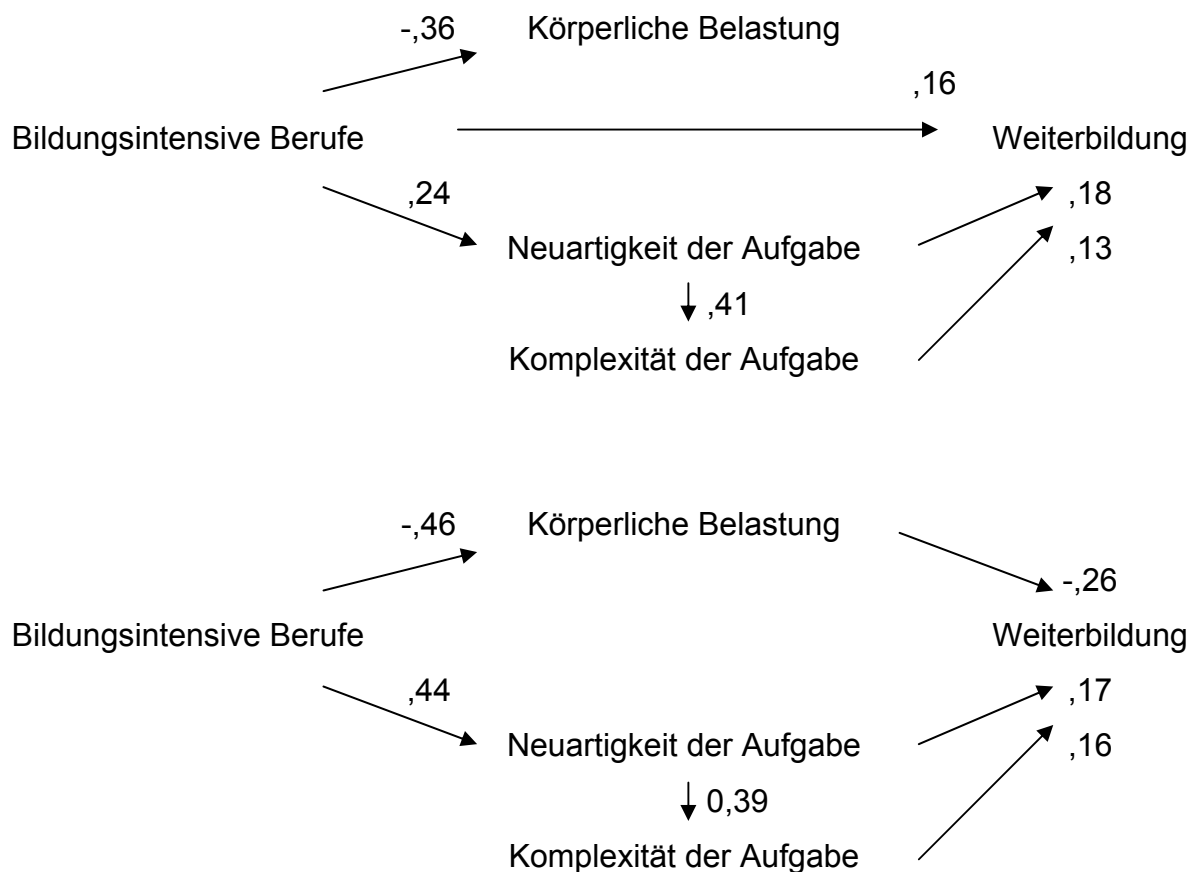 -,36 Körperliche Belastung
,16
Bildungsintensive Berufe Weiterbildung
,24 ,18
Neuartigkeit der Aufgabe ,13
,41
Komplexität der Aufgabe
-,46 Körperliche Belastung
-,26
Bildungsintensive Berufe Weiterbildung
,44 ,17
Neuartigkeit der Aufgabe ,16
0,39
Komplexität der Aufgabe